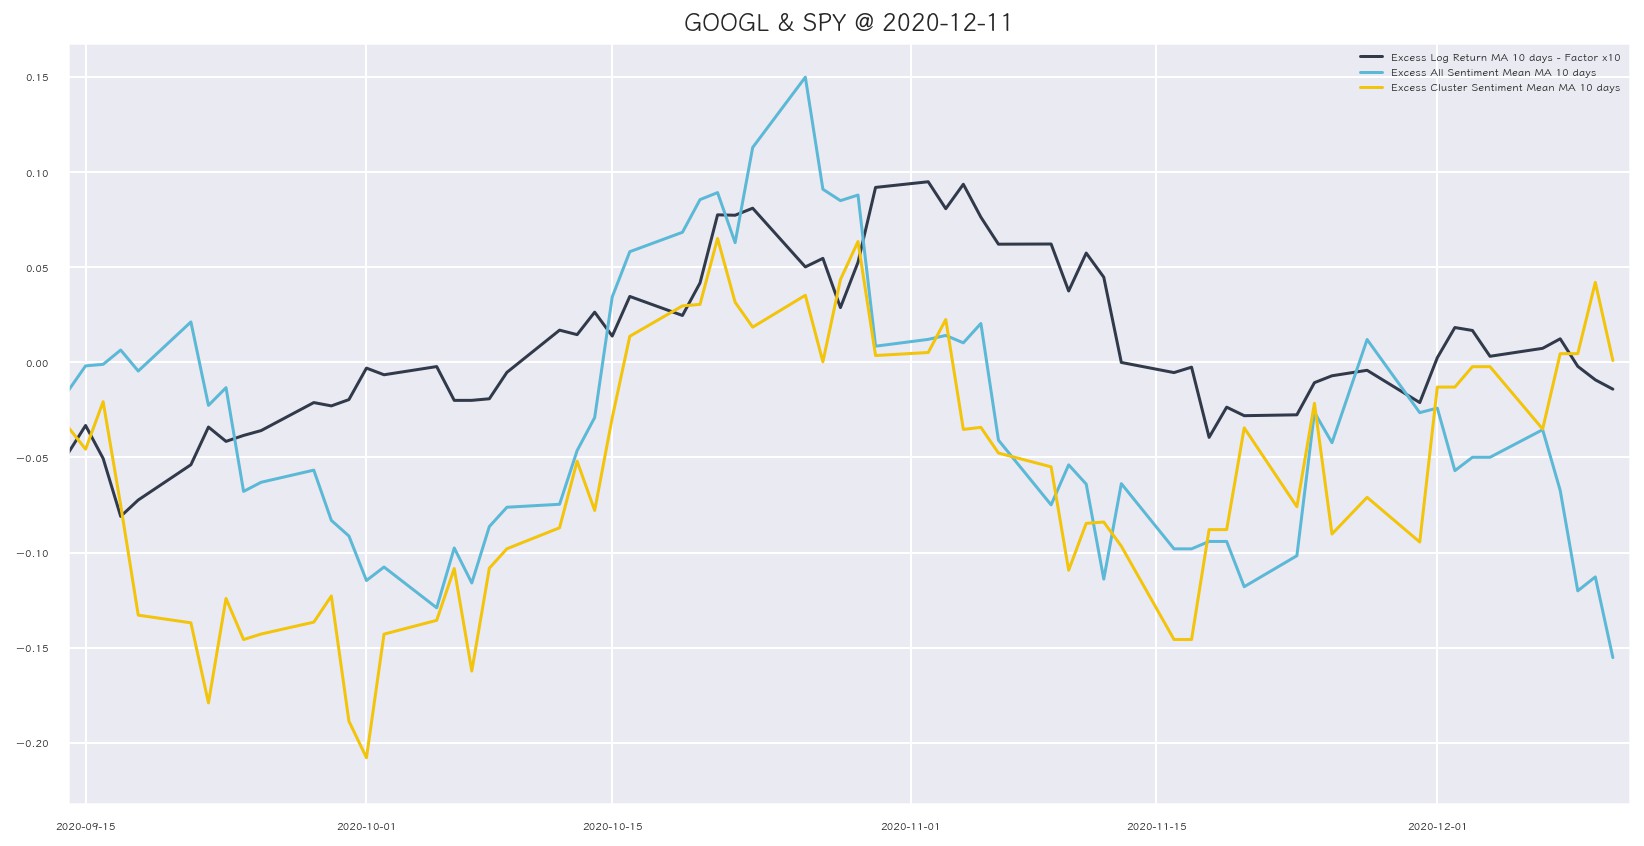 GOOGL & SPY @ 2020-12-11
Excess Log Return MA 10 days - Factor x10
Excess All Sentiment Mean MA 10 days
Excess Cluster Sentiment Mean MA 10 days
0.15
0.10
0.05
0.00
−0.05
−0.10
−0.15
−0.20
2020-09-15 2020-10-01 2020-10-15 2020-11-01 2020-11-15 2020-12-01